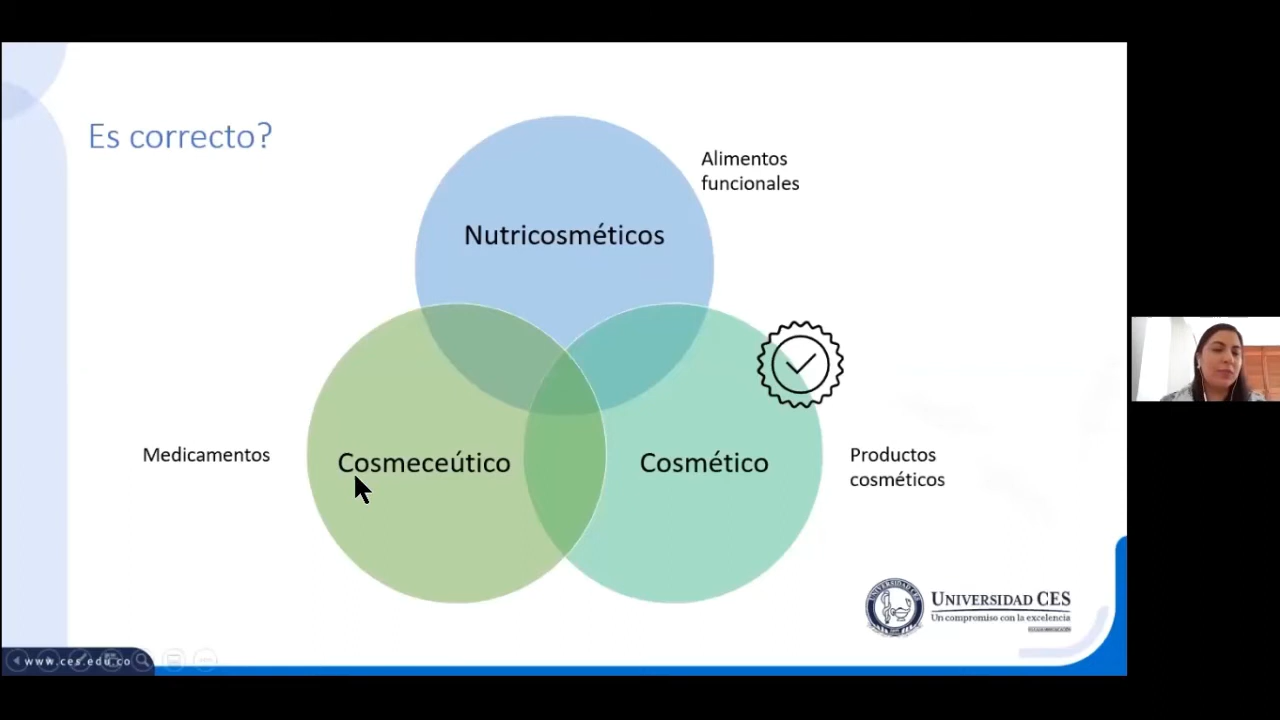 Es correcto?
Alimentos
funcionales
Nutricosméticos
Medicamentos
Cosmeceútico
Cosmético
Productos
cosméticos
UNIVERSIDAD CES
Un compromiso con la excelencia
www.ces.edu.co